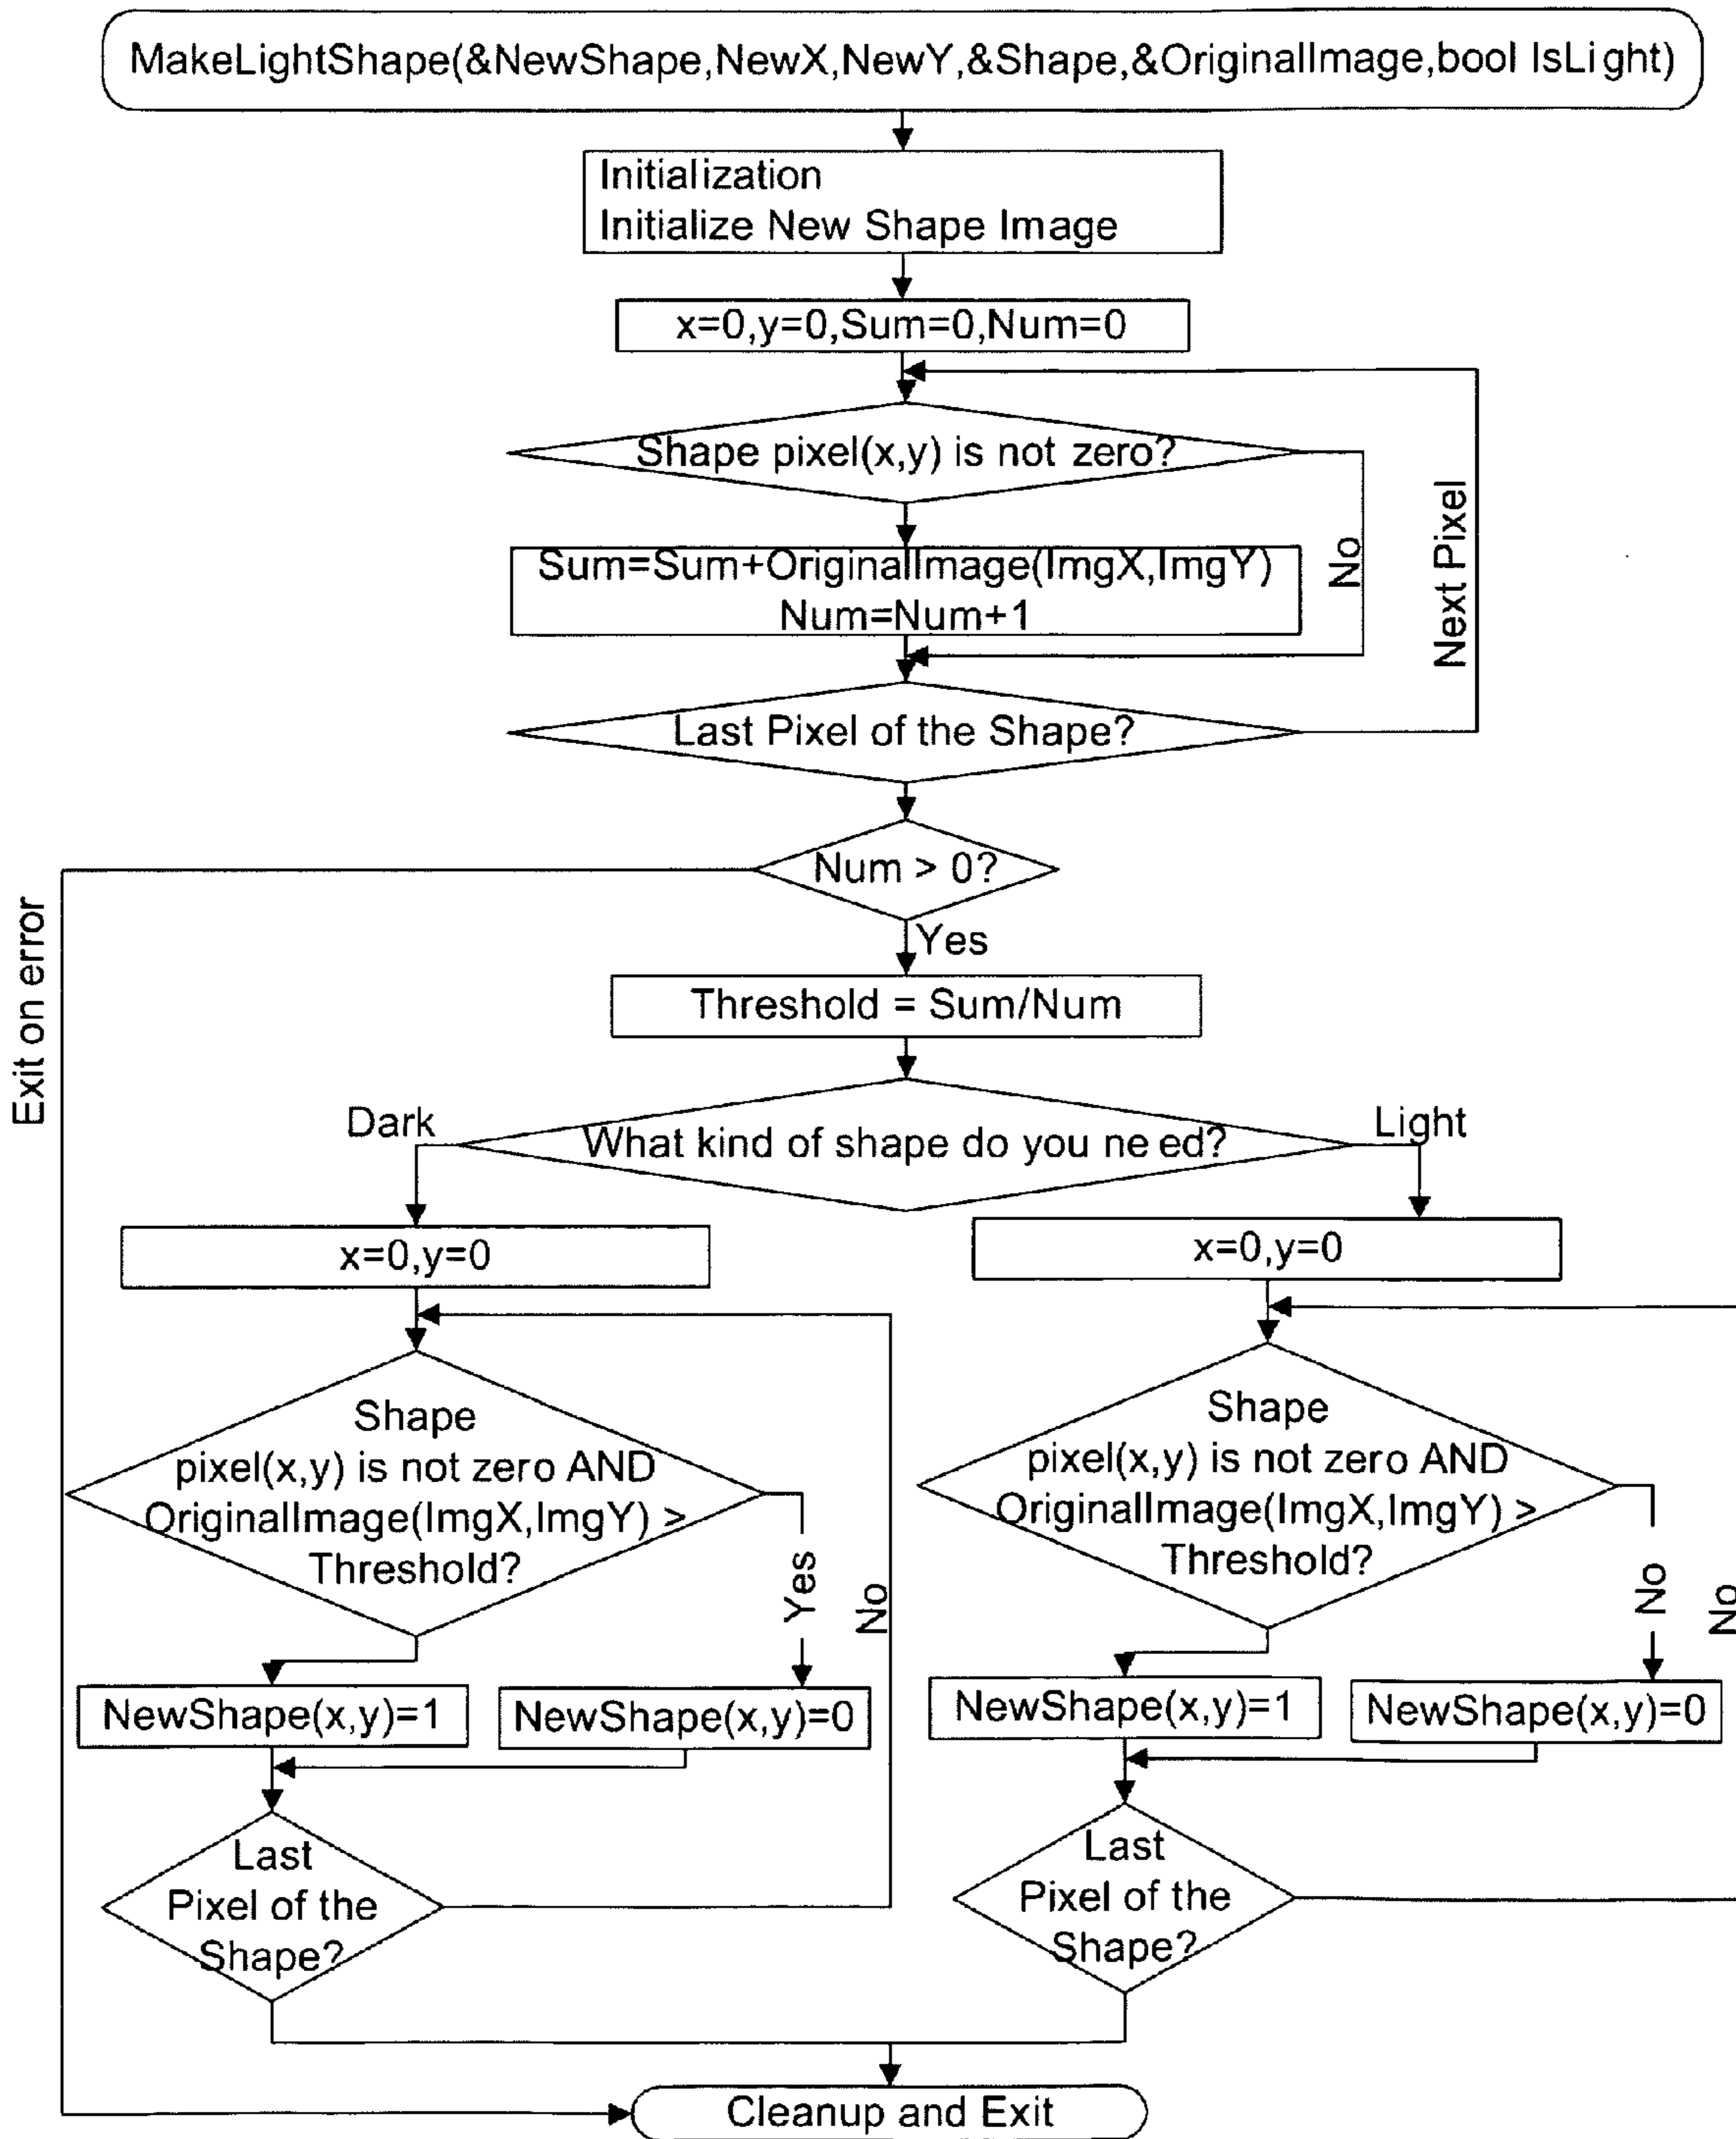 MakeLightShape(&NewShape,NewX,NewY,&Shape,&OriginalImage,bool IsLight)
Initialization
Initialize New Shape Image
x=0,y=0,Sum=0,Num=0
Shape pixel(x,y) is not zero?
Sum=Sum+OriginalImage(ImgX,ImgY)
Num=Num+1
No
Next Pixel
Last Pixel of the Shape?
Num > 0?
Exit on error
Yes
Threshold = Sum/Num
What kind of shape do you need?
Dark
Light
x=0,y=0
x=0,y=0
Shape
pixel(x,y) is not zero AND
OriginalImage(ImgX,ImgY) >
Threshold?
Yes
No
NewShape(x,y)=1
NewShape(x,y)=0
Last
Pixel of the
Shape?
Shape
pixel(x,y) is not zero AND
OriginalImage(ImgX,ImgY) >
Threshold?
No
No
NewShape(x,y)=1
NewShape(x,y)=0
Last
Pixel of the
Shape?
Cleanup and Exit